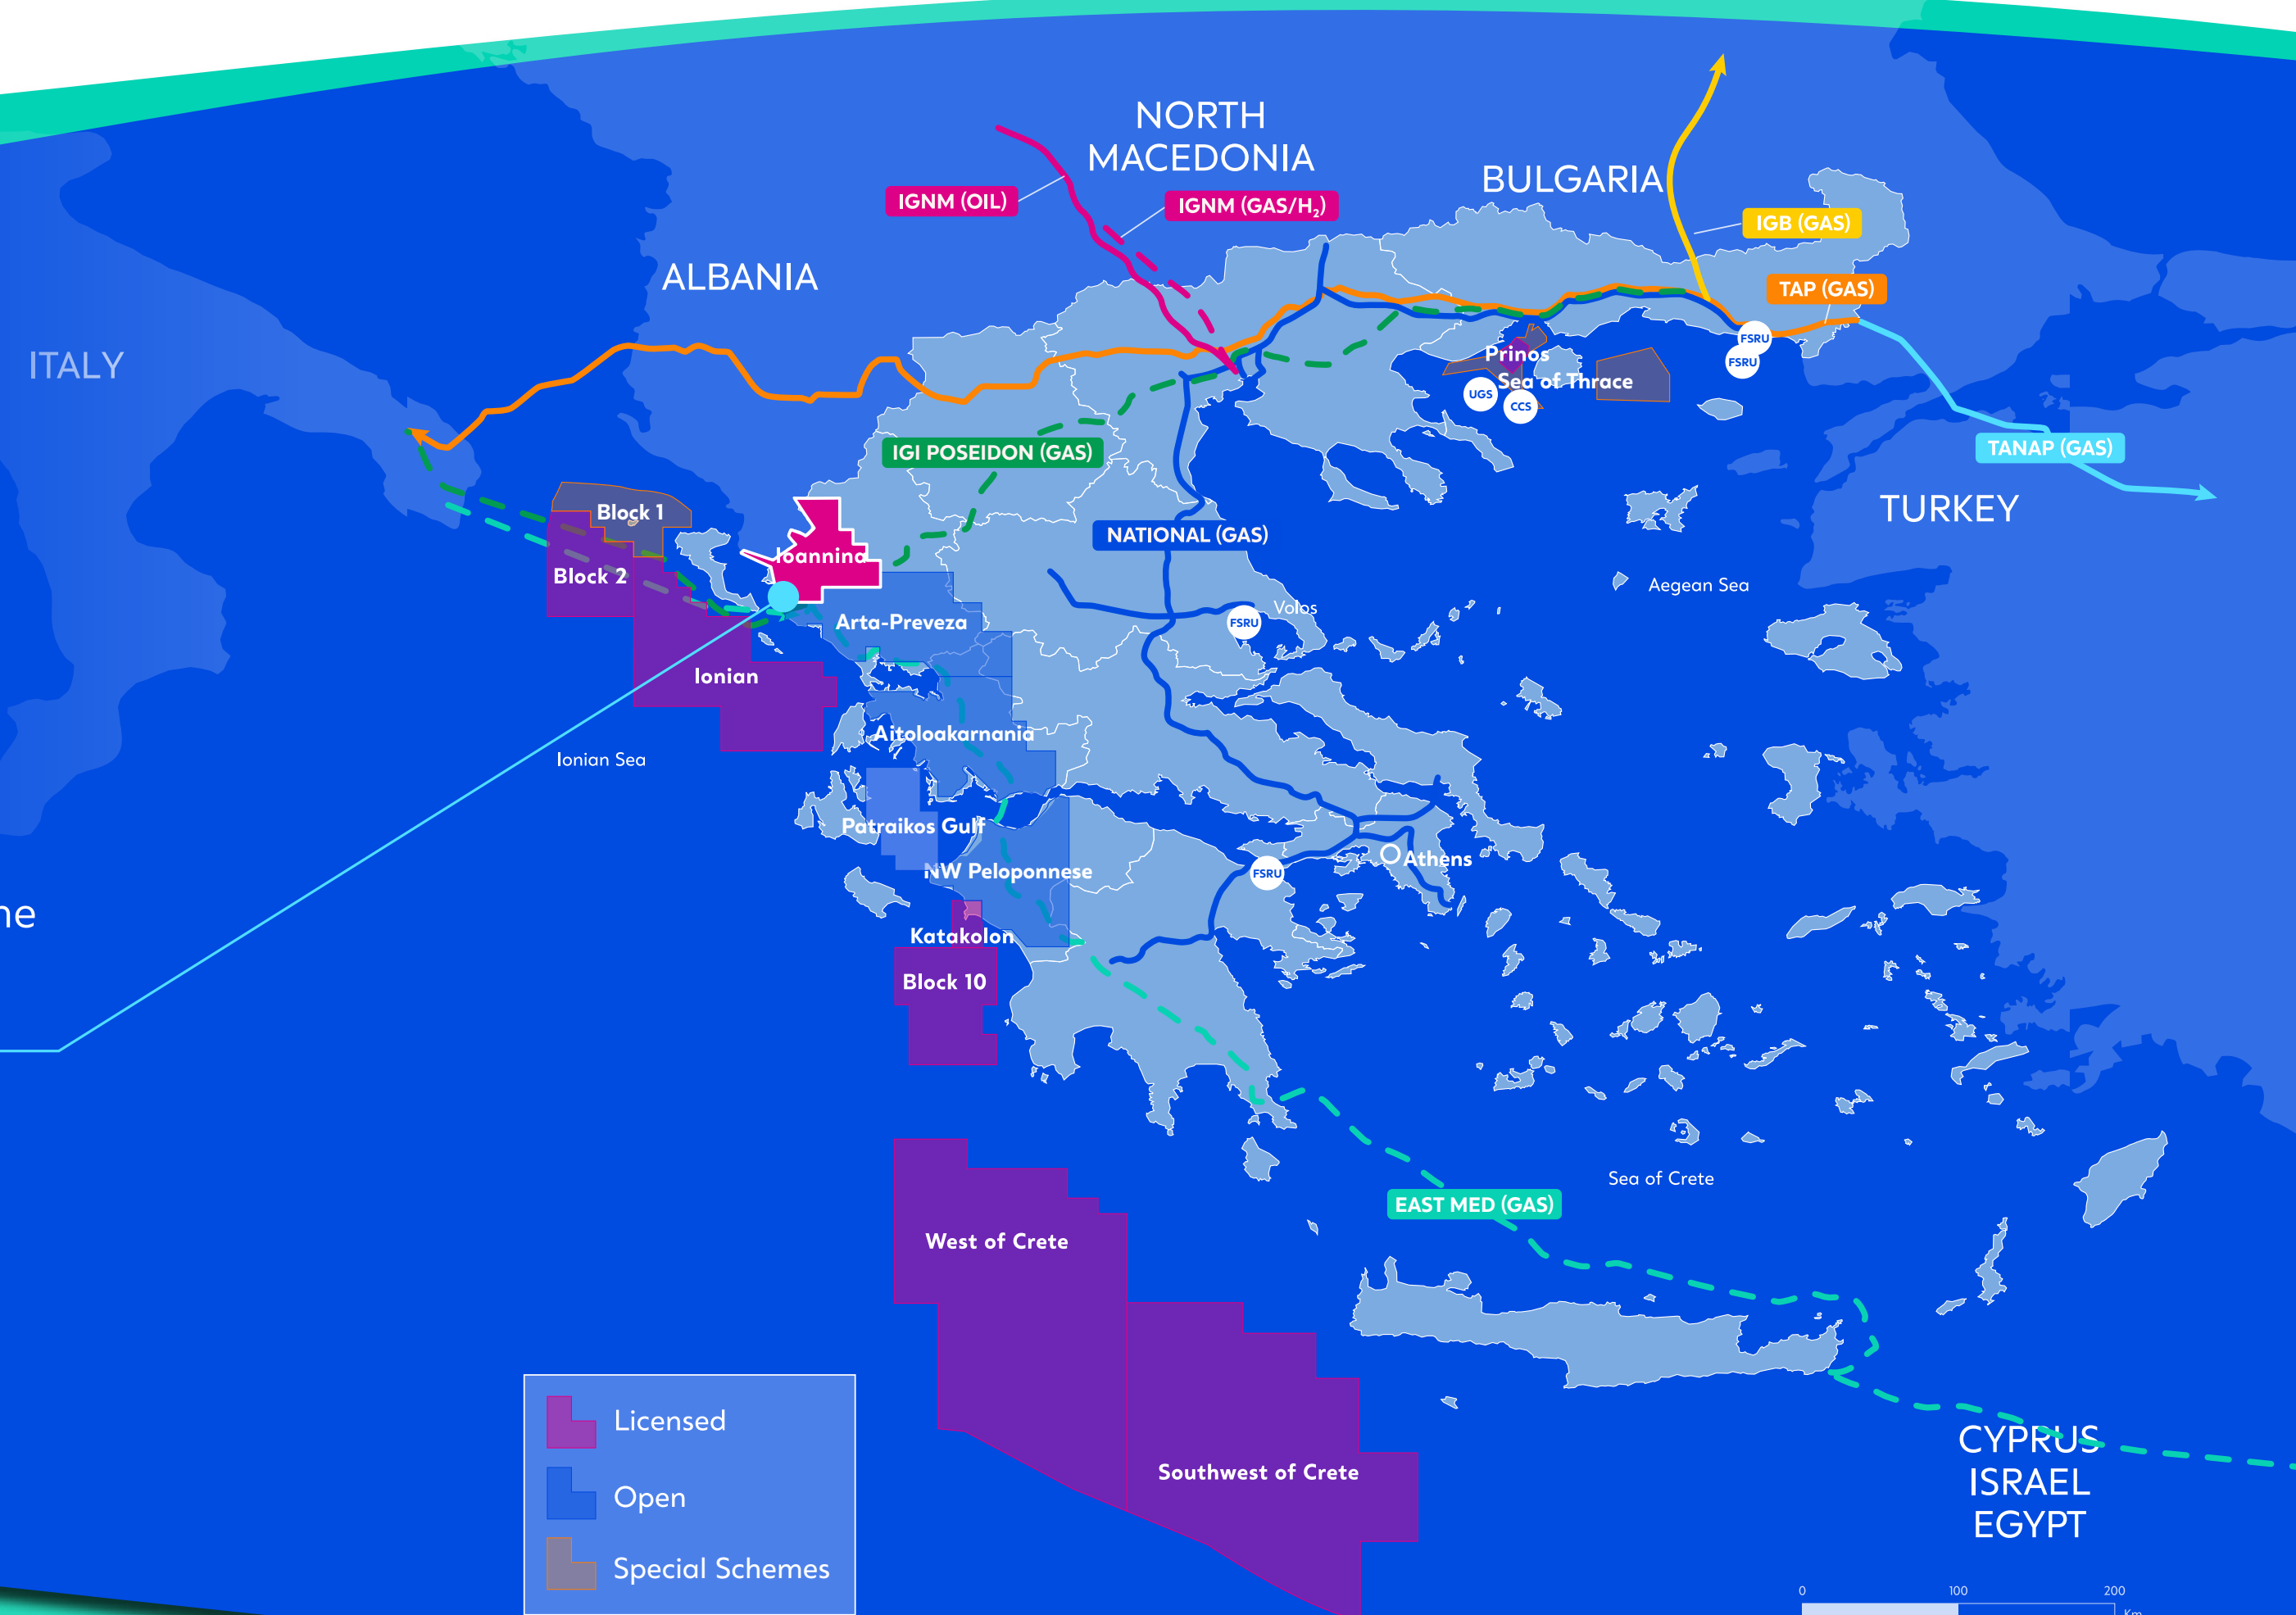 NORTH
MACEDONIA
BULGARIA
IGNM (OIL)
IGNM (GAS/H₂)
IGB (GAS)
ALBANIA
TAP (GAS)
ITALY
FSRU
FSRU
Prinos
Sea of Thrace
UGS
CCS
IGI POSEIDON (GAS)
TANAP (GAS)
TURKEY
Block 1
NATIONAL (GAS)
Ioannina
Block 2
Aegean Sea
Volos
FSRU
Arta-Preveza
Ionian
Aitoloakarnania
Ionian Sea
Patraikos Gulf
Athens
NW Peloponnese
FSRU
ne
Katakolon
Block 10
Sea of Crete
EAST MED (GAS)
West of Crete
Licensed
CYPRUS
ISRAEL
EGYPT
Southwest of Crete
Open
Special Schemes
0 100 200
Km